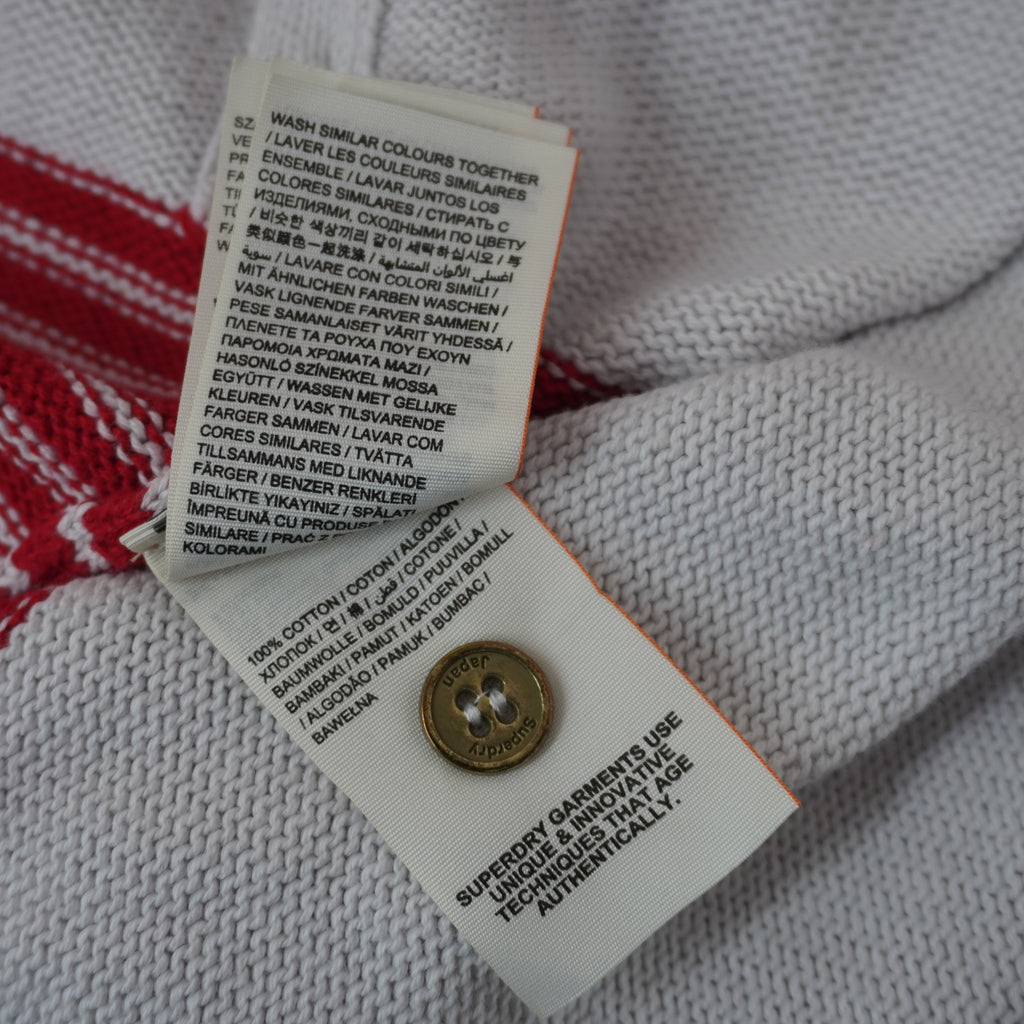 WASH SIMILAR COLOURS TOGETHER
/ LAVER LES COULEURS SIMILAIRES
ENSEMBLE / LAVAR JUNTOS LOS
COLORES SIMILARES / СТИРАТЬ С
ИЗДЕЛИЯМИ, СХОДНЫМИ ПО ЦВЕТУ
/ 비슷한 색상끼리 같이 세탁하십시오 / 与
类似颜色一起洗涤 / اغسلي الألوان المتشابهة
سوية / LAVARE CON COLORI SIMILI /
MIT ÄHNLICHEN FARBEN WASCHEN /
VASK LIGNENDE FARVER SAMMEN /
PESE SAMANLAISET VÄRIT YHDESSÄ /
ΠΛΕΝΕΤΕ ΤΑ ΡΟΥΧΑ ΠΟΥ ΕΧΟΥΝ
ΠΑΡΟΜΟΙΑ ΧΡΩΜΑΤΑ ΜΑΖΙ /
HASONLÓ SZÍNEKKEL MOSSA
EGYÜTT / WASSEN MET GELIJKE
KLEUREN / VASK TILSVARENDE
FARGER SAMMEN / LAVAR COM
CORES SIMILARES / TVÄTTA
TILLSAMMANS MED LIKNANDE
FÄRGER / BENZER RENKLERİ
BİRLİKTE YIKAYINIZ / SPĂLAȚI
ÎMPREUNĂ CU PRODUSE
SIMILARE / PRAĆ Z
KOLORAMI
100% COTTON / COTON / ALGODON
ХЛОПОК / 면 / 棉 / قطن / COTONE /
BAUMWOLLE / BOMULD / PUUVILLA /
BAMBAKI / PAMUT / KATOEN / BOMULL
/ ALGODÃO / PAMUK / BUMBAC /
BAWEŁNA
Japan
Superdry
SUPERDRY GARMENTS USE
UNIQUE & INNOVATIVE
TECHNIQUES THAT AGE
AUTHENTICALLY.